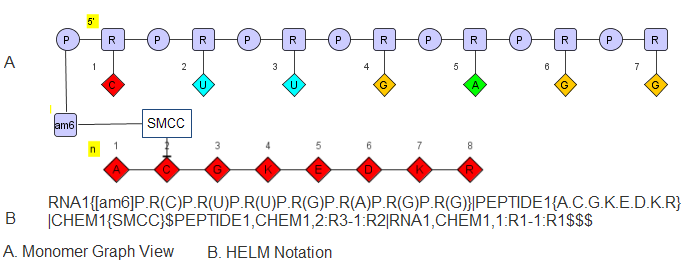 5'
P R P R P R P R P R P R P R
A
1 2 3 4 5 6 7
C U U G A G G
am6 SMCC
n 1 2 3 4 5 6 7 8
A C G K E D K R
RNA1{[am6]P.R(C)P.R(U)P.R(U)P.R(G)P.R(A)P.R(G)P.R(G)}|PEPTIDE1{A.C.G.K.E.D.K.R}
B |CHEM1{SMCC}$PEPTIDE1,CHEM1,2:R3-1:R2|RNA1,CHEM1,1:R1-1:R1$$$
A. Monomer Graph View B. HELM Notation